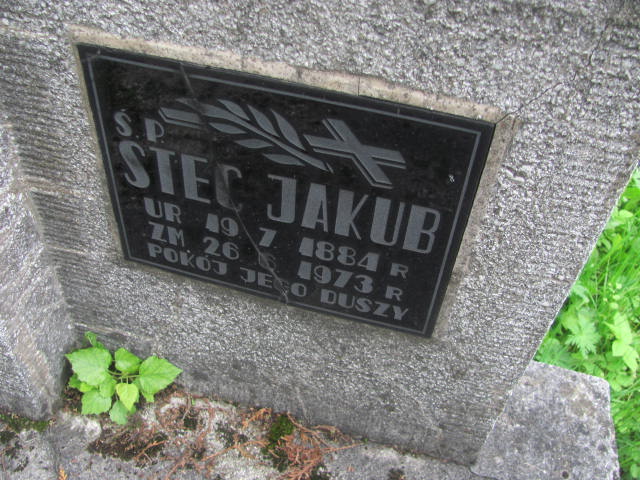 Ś. P.
STEC JAKUB
UR 19 7 1884 R
ZM 26 6 1973 R
POKÓJ JEGO DUSZY